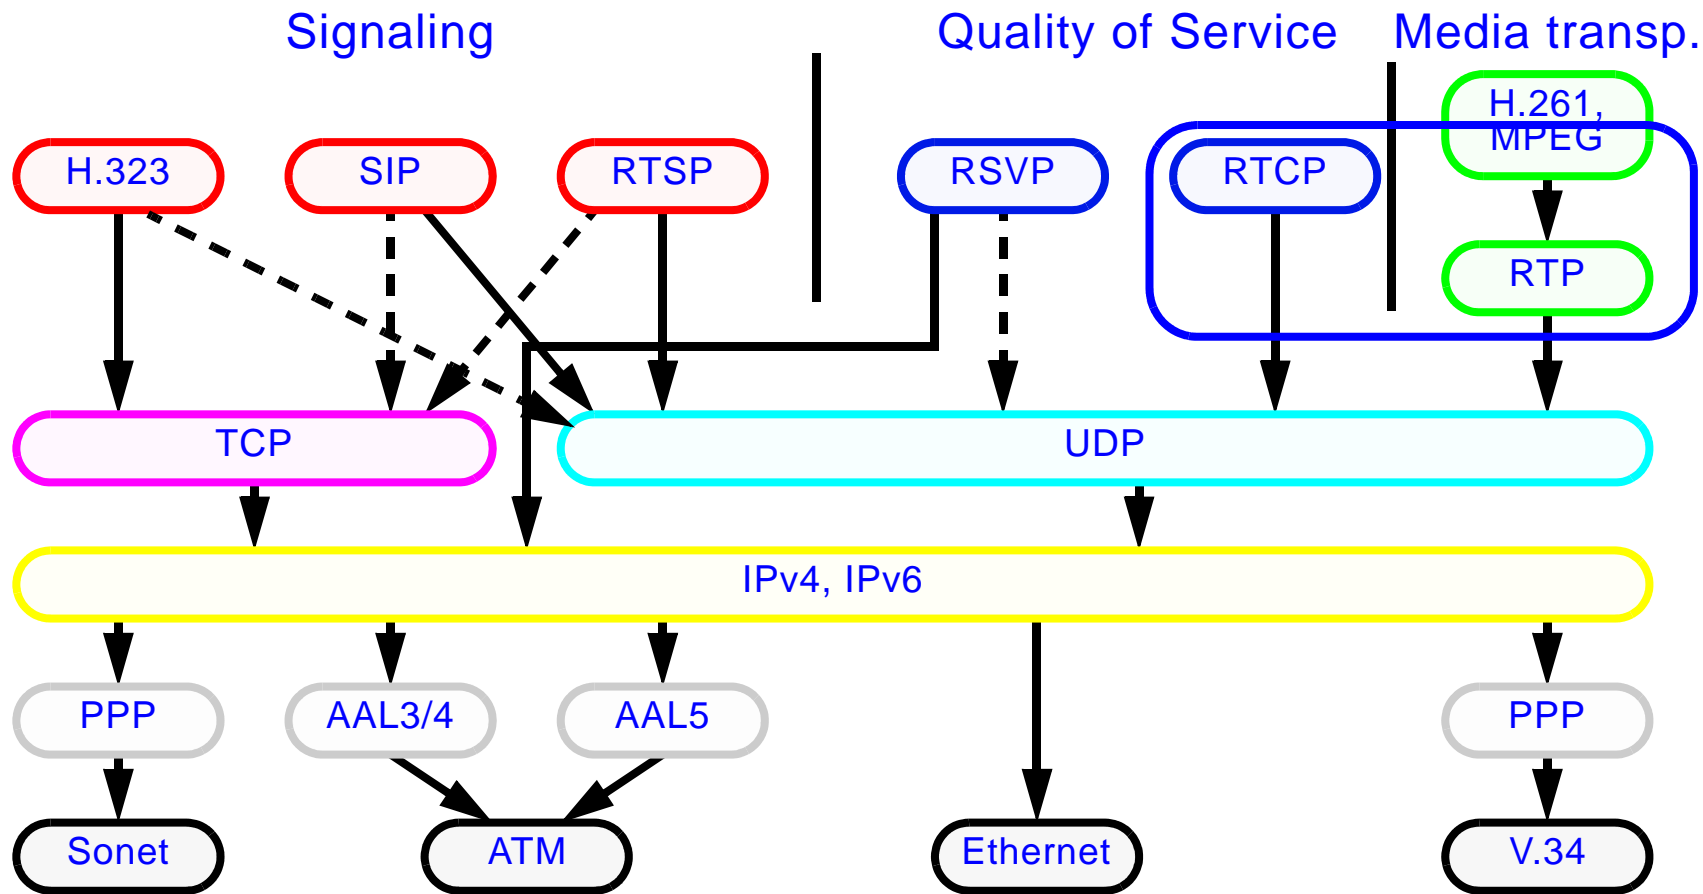 Signaling
Quality of Service
Media transp.
H.261,
MPEG
H.323
SIP
RTSP
RSVP
RTCP
RTP
TCP
UDP
IPv4, IPv6
PPP
AAL3/4
AAL5
PPP
Sonet
ATM
Ethernet
V.34